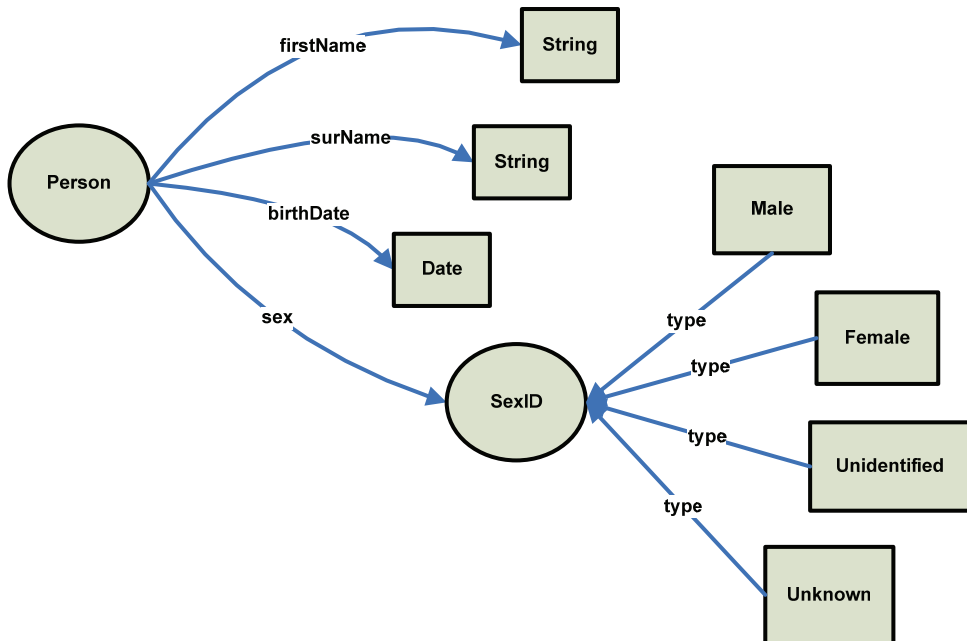 firstName
String
surName
String
Person
birthDate
Date
sex
SexID
Male
type
Female
type
type
Unidentified
type
Unknown